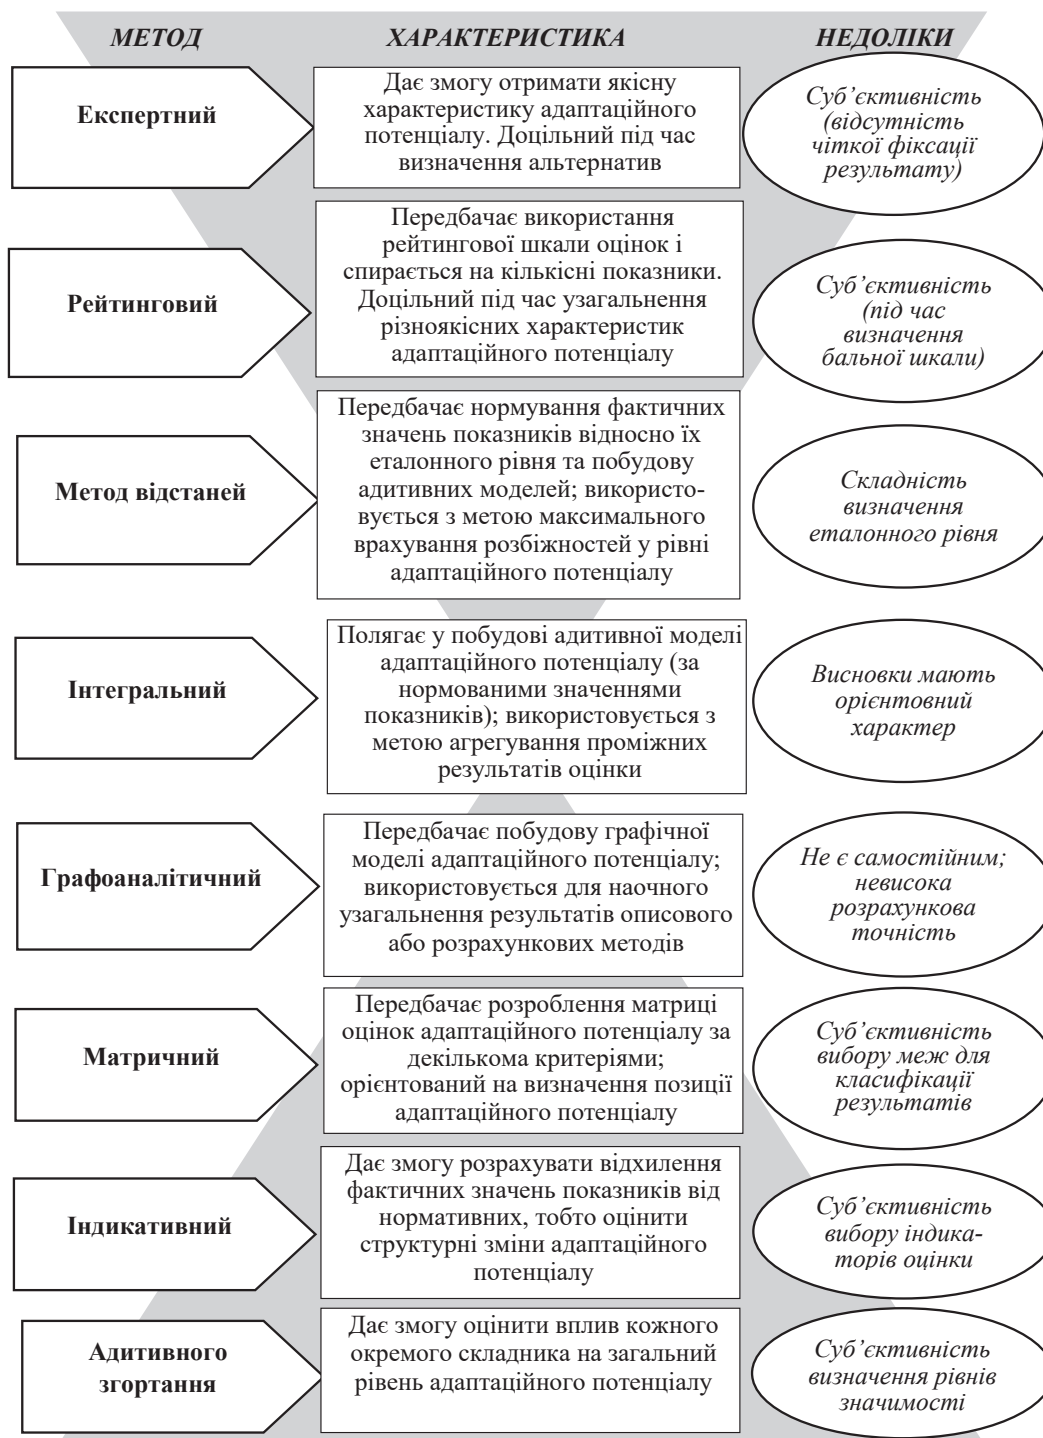 МЕТОД ХАРАКТЕРИСТИКА НЕДОЛІКИ
Експертний
Дає змогу отримати якісну
характеристику адаптаційного
потенціалу. Доцільний під час
визначення альтернатив
Суб’єктивність
(відсутність
чіткої фіксації
результату)
Рейтинговий
Передбачає використання
рейтингової шкали оцінок і
спирається на кількісні показники.
Доцільний під час узагальнення
різноякісних характеристик
адаптаційного потенціалу
Суб’єктивність
(під час
визначення
бальної шкали)
Метод відстаней
Передбачає нормування фактичних
значень показників відносно їх
еталонного рівня та побудову
адитивних моделей; використо-
вується з метою максимального
врахування розбіжностей у рівні
адаптаційного потенціалу
Складність
визначення
еталонного рівня
Інтегральний
Полягає у побудові адитивної моделі
адаптаційного потенціалу (за
нормованими значеннями
показників); використовується з
метою агрегування проміжних
результатів оцінки
Висновки мають
орієнтовний
характер
Графоаналітичний
Передбачає побудову графічної
моделі адаптаційного потенціалу;
використовується для наочного
узагальнення результатів описового
або розрахункових методів
Не є самостійним;
невисока
розрахункова
точність
Матричний
Передбачає розроблення матриці
оцінок адаптаційного потенціалу за
декількома критеріями;
орієнтований на визначення позиції
адаптаційного потенціалу
Суб’єктивність
вибору меж для
класифікації
результатів
Індикативний
Дає змогу розрахувати відхилення
фактичних значень показників від
нормативних, тобто оцінити
структурні зміни адаптаційного
потенціалу
Суб’єктивність
вибору індика-
торів оцінки
Адитивного
згортання
Дає змогу оцінити вплив кожного
окремого складника на загальний
рівень адаптаційного потенціалу
Суб’єктивність
визначення рівнів
значимості